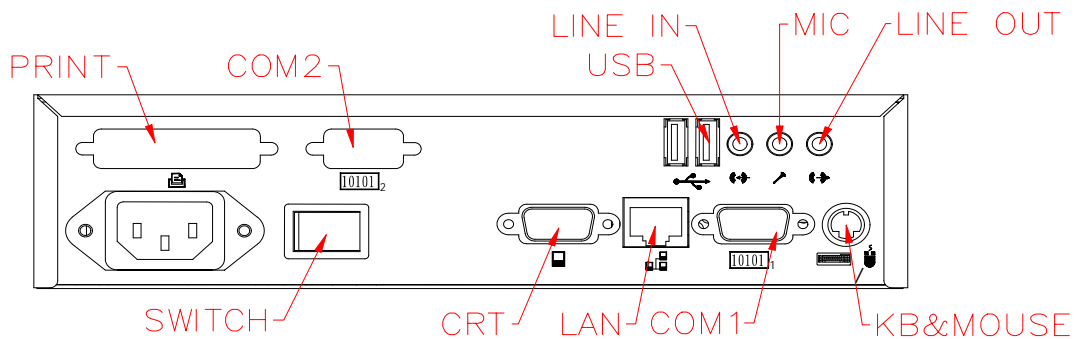 LINE IN
MIC
LINE OUT
PRINT
COM2
USB
10101 2
10101 1
SWITCH
CRT
LAN
COM1
KB&MOUSE